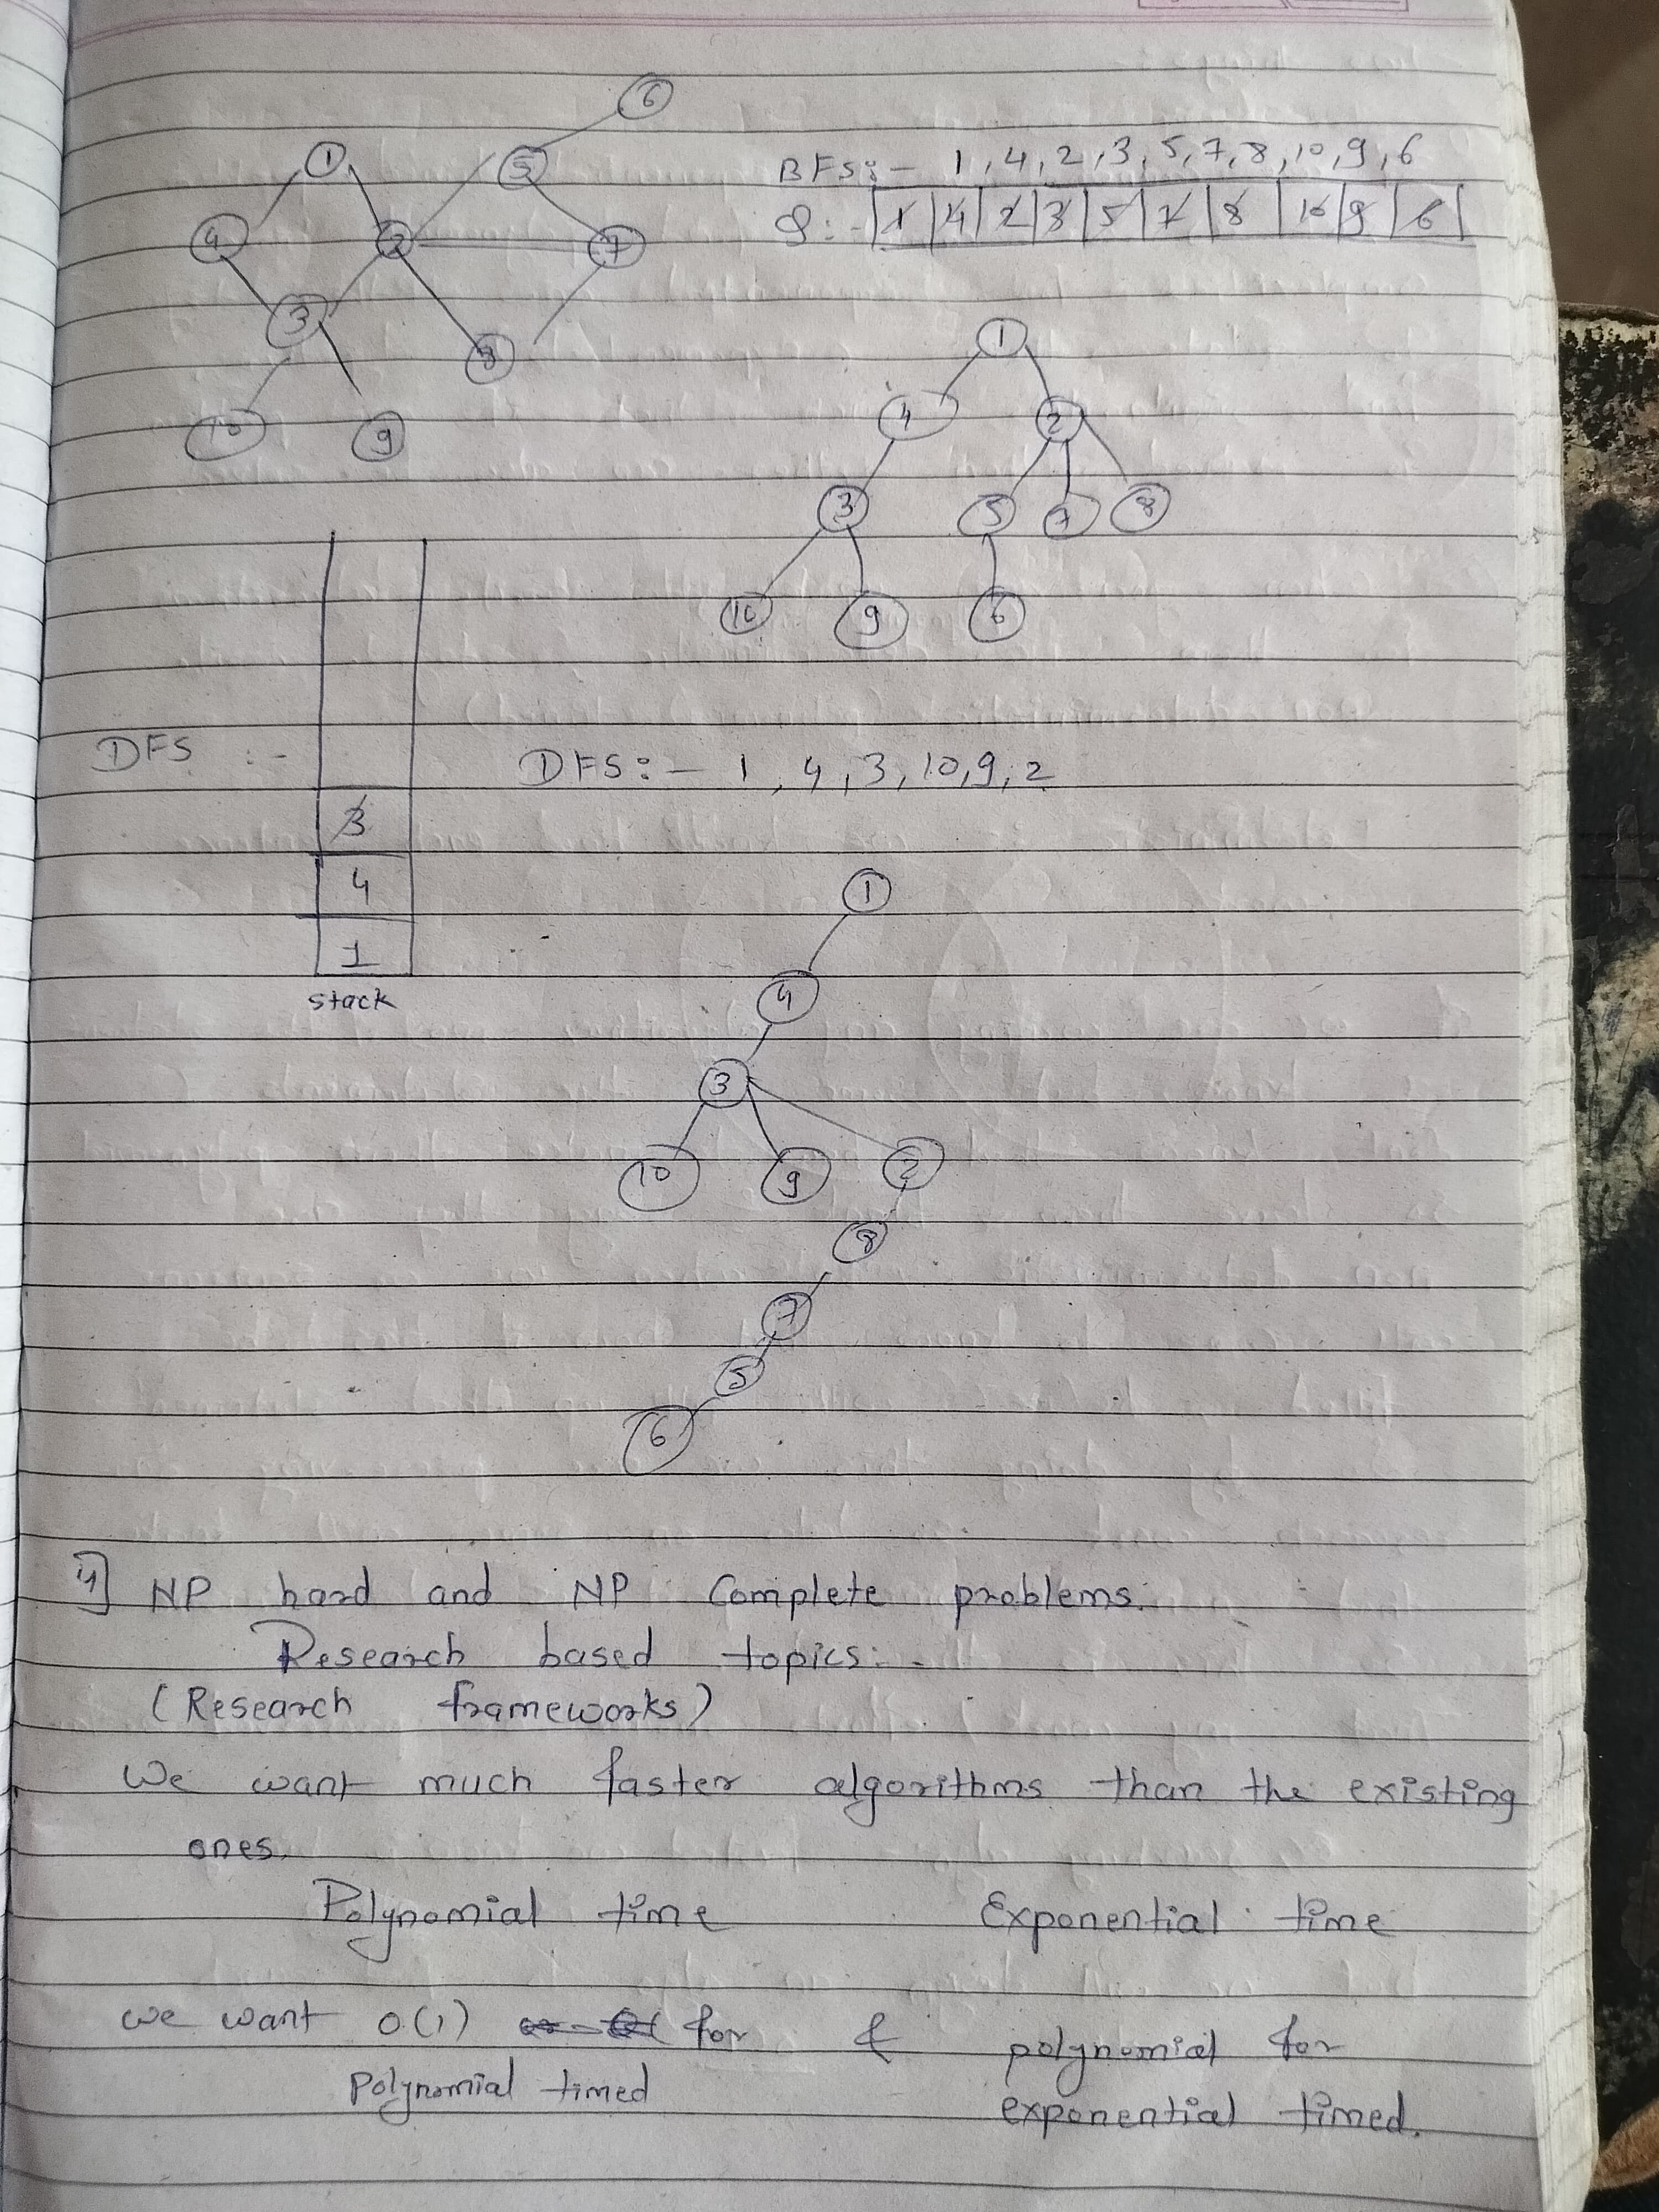 6
1
5
4
2
7
3
8
10
9
BFS:- 1, 4, 2, 3, 5, 7, 8, 10, 9, 6
Q:- 1 4 2 3 5 7 8 10 9 6
1
4 2
3 5 7 8
10 9 6
DFS :-
3
4
1
stack
DFS:- 1, 4, 3, 10, 9, 2
1
4
3
10 9 2
8
7
5
6
NP hard and NP Complete problems.
Research based topics:-
(Research frameworks)
We want much faster algorithms than the existing
ones.
Polynomial time Exponential time
we want O(1) for & polynomial for
polynomial timed exponential timed.